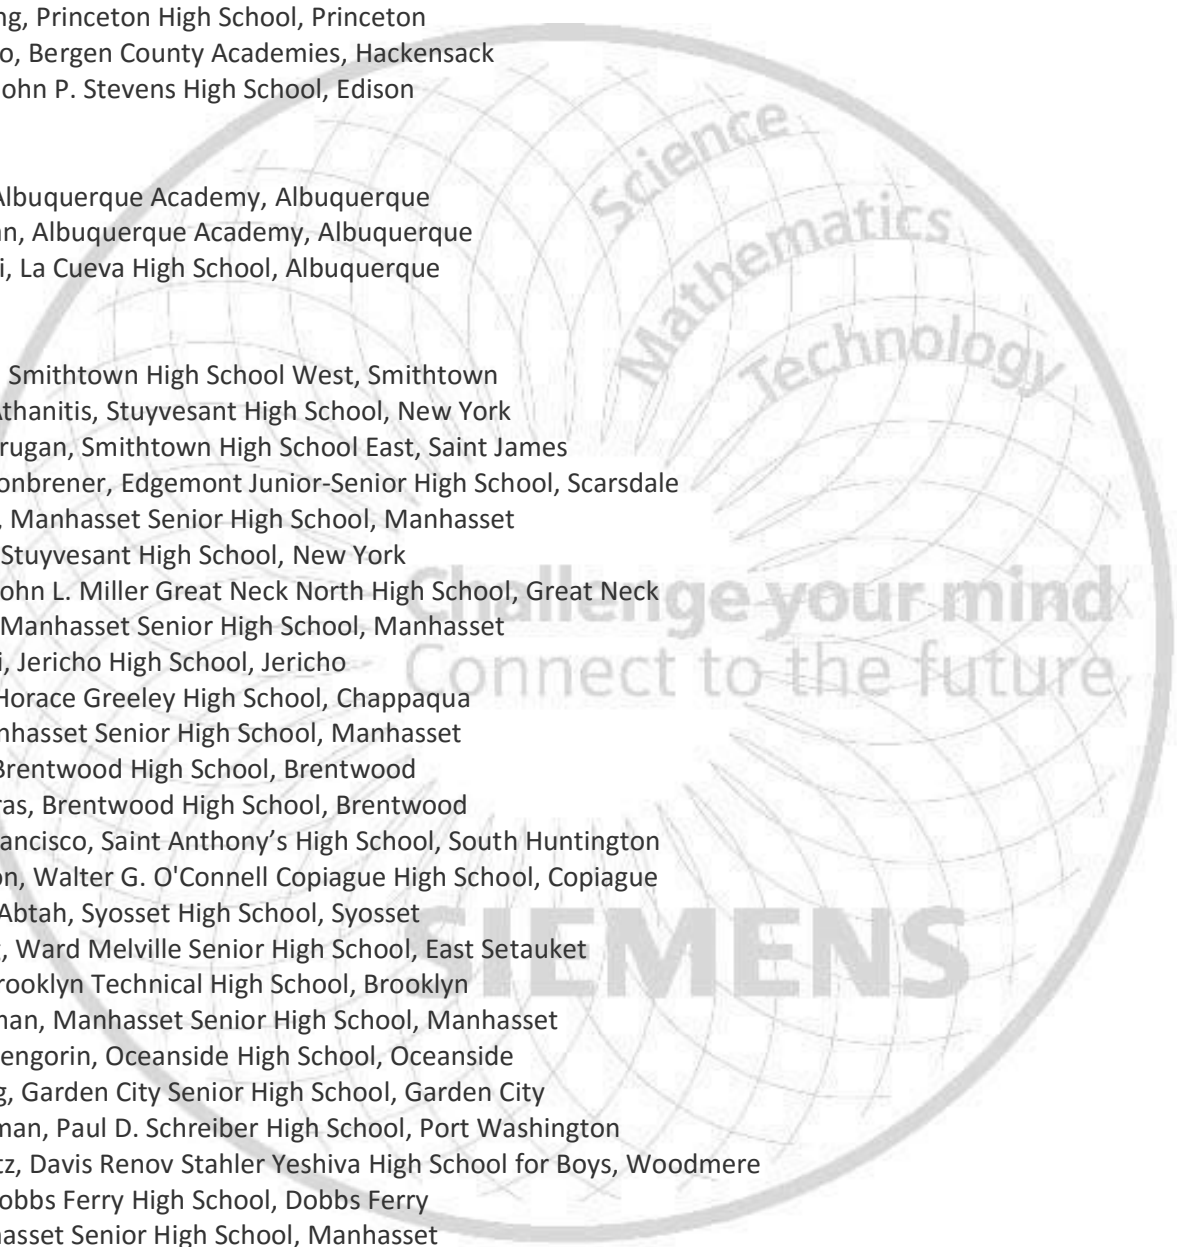 ng, Princeton High School, Princeton
o, Bergen County Academies, Hackensack
ohn P. Stevens High School, Edison
Albuquerque Academy, Albuquerque
an, Albuquerque Academy, Albuquerque
i, La Cueva High School, Albuquerque
Smithtown High School West, Smithtown
Athanitis, Stuyvesant High School, New York
rugan, Smithtown High School East, Saint James
onbrener, Edgemont Junior-Senior High School, Scarsdale
, Manhasset Senior High School, Manhasset
Stuyvesant High School, New York
ohn L. Miller Great Neck North High School, Great Neck
Manhasset Senior High School, Manhasset
i, Jericho High School, Jericho
Horace Greeley High School, Chappaqua
nhasset Senior High School, Manhasset
Brentwood High School, Brentwood
ras, Brentwood High School, Brentwood
ancisco, Saint Anthony’s High School, South Huntington
on, Walter G. O'Connell Copiague High School, Copiague
Abtah, Syosset High School, Syosset
, Ward Melville Senior High School, East Setauket
rooklyn Technical High School, Brooklyn
man, Manhasset Senior High School, Manhasset
engorin, Oceanside High School, Oceanside
g, Garden City Senior High School, Garden City
man, Paul D. Schreiber High School, Port Washington
tz, Davis Renov Stahler Yeshiva High School for Boys, Woodmere
obbs Ferry High School, Dobbs Ferry
hasset Senior High School, Manhasset
Science
Mathematics
Technology
Challenge your mind
Connect to the future
SIEMENS